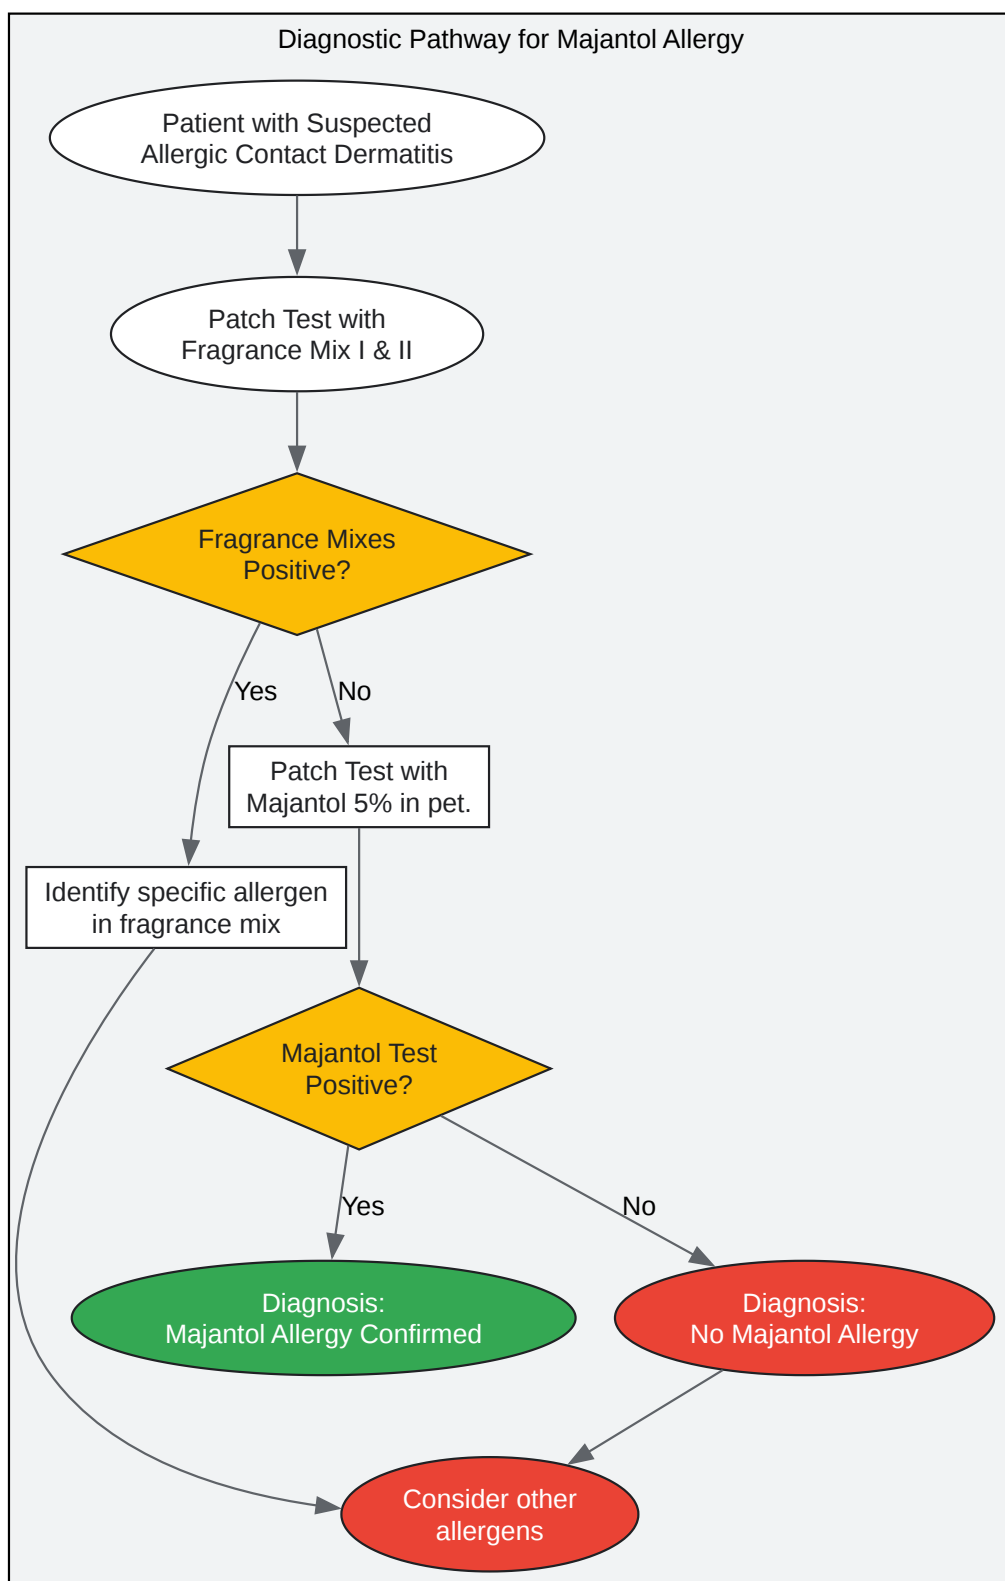 Diagnostic Pathway for Majantol Allergy
Patient with Suspected
Allergic Contact Dermatitis
Patch Test with
Fragrance Mix I & II
Fragrance Mixes
Positive?
Yes
No
Patch Test with
Majantol 5% in pet.
Identify specific allergen
in fragrance mix
Majantol Test
Positive?
Yes
No
Diagnosis:
Majantol Allergy Confirmed
Diagnosis:
No Majantol Allergy
Consider other
allergens